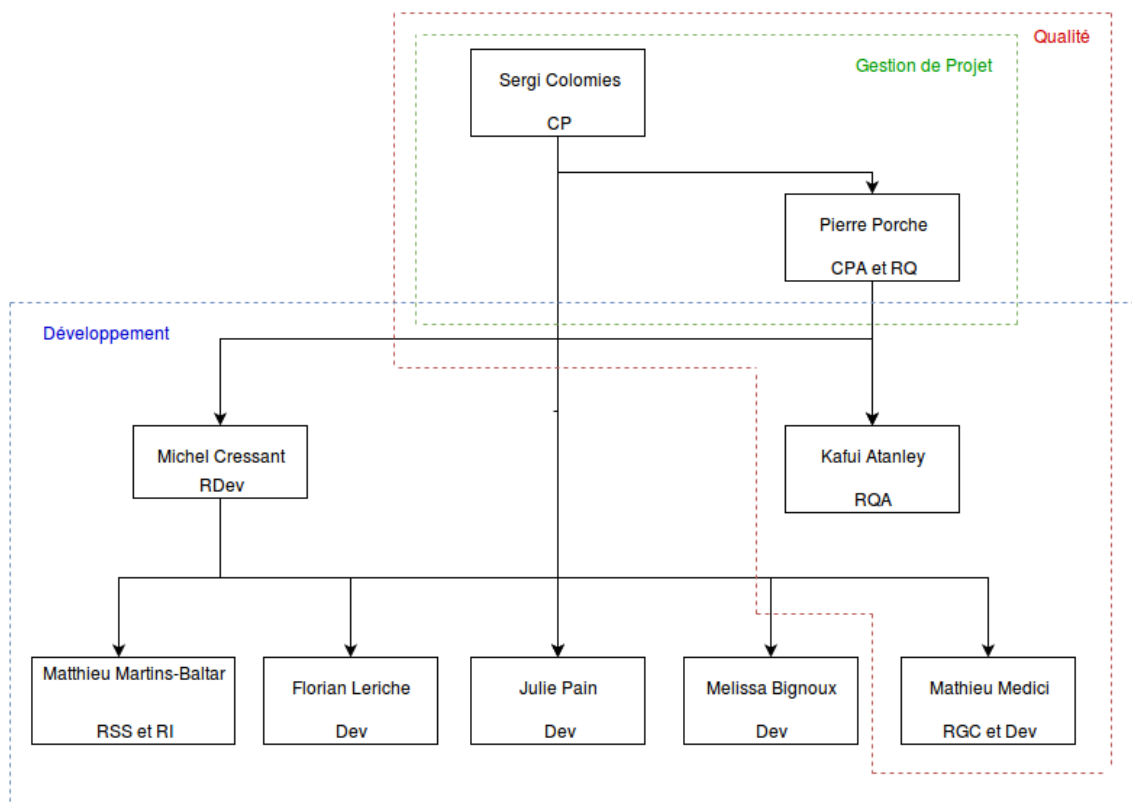 Qualité
Gestion de Projet
Sergi Colomies
CP
Pierre Porche
CPA et RQ
Développement
Michel Cressant
RDev
Kafui Atanley
RQA
Matthieu Martins-Baltar
RSS et RI
Florian Leriche
Dev
Julie Pain
Dev
Melissa Bignoux
Dev
Mathieu Medici
RGC et Dev